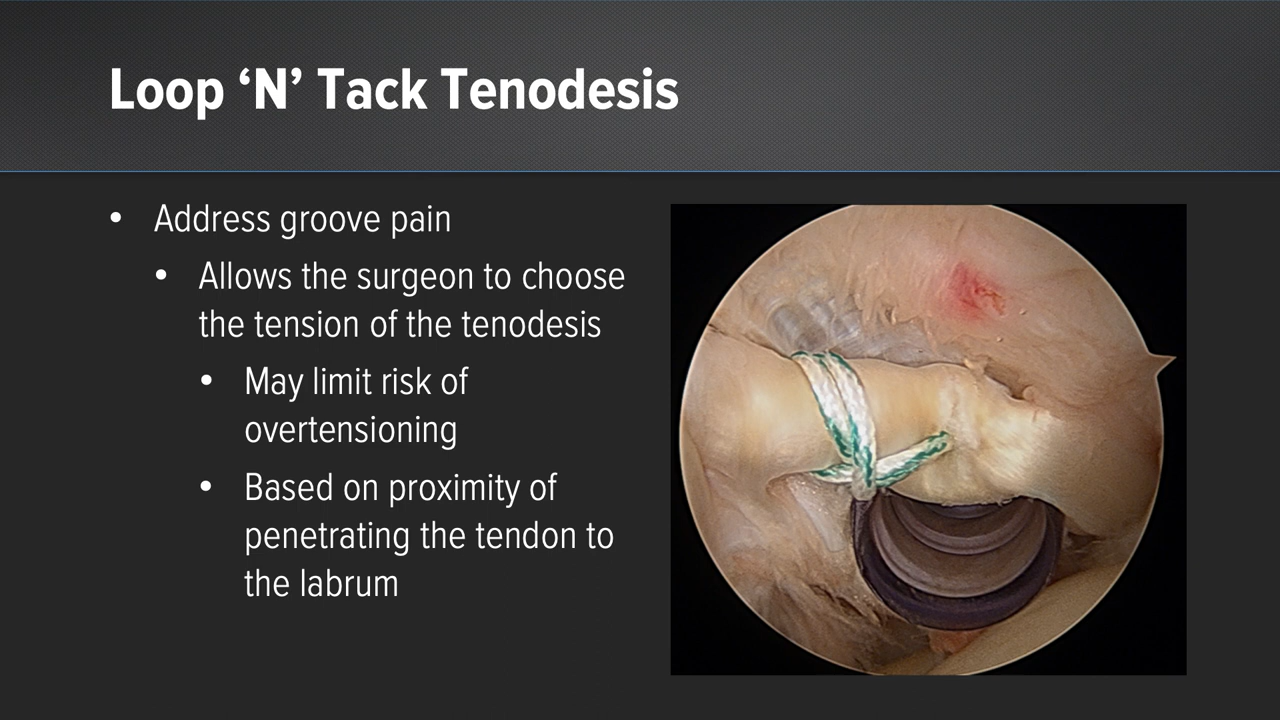 Loop ‘N’ Tack Tenodesis
• Address groove pain
• Allows the surgeon to choose
the tension of the tenodesis
• May limit risk of
overtensioning
• Based on proximity of
penetrating the tendon to
the labrum